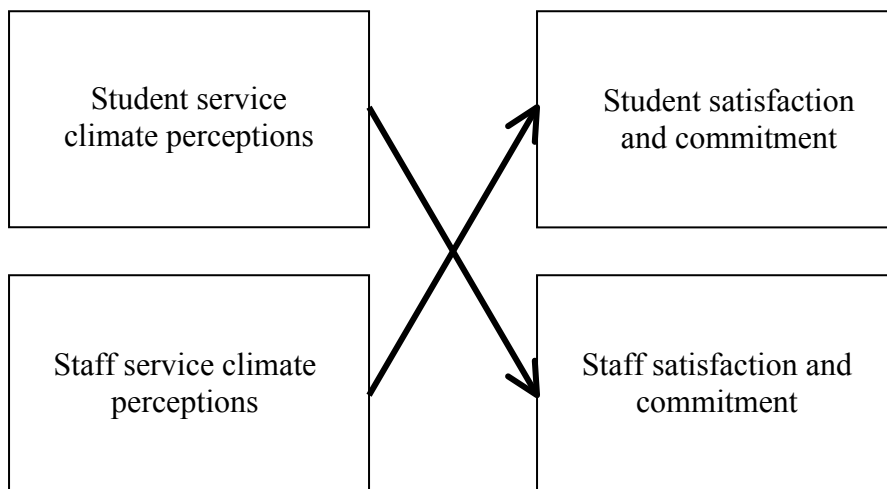 Student service
climate perceptions
Student satisfaction
and commitment
Staff service climate
perceptions
Staff satisfaction and
commitment